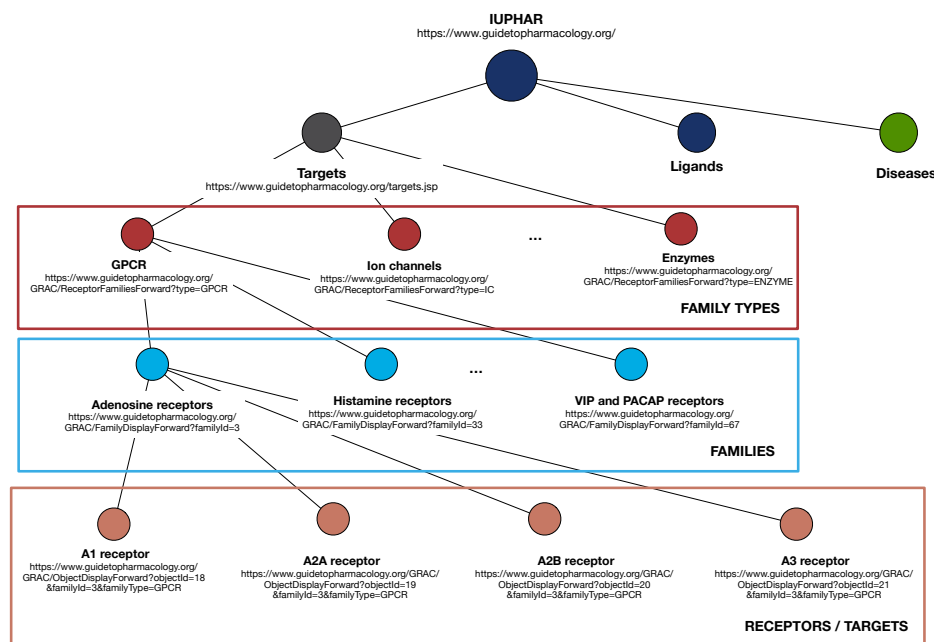 IUPHAR
https://www.guidetopharmacology.org/
Targets
https://www.guidetopharmacology.org/targets.jsp
Ligands
Diseases
GPCR
https://www.guidetopharmacology.org/
GRAC/ReceptorFamiliesForward?type=GPCR
Ion channels
https://www.guidetopharmacology.org/
GRAC/ReceptorFamiliesForward?type=IC
...
Enzymes
https://www.guidetopharmacology.org/
GRAC/ReceptorFamiliesForward?type=ENZYME
FAMILY TYPES
Adenosine receptors
https://www.guidetopharmacology.org/
GRAC/FamilyDisplayForward?familyId=3
Histamine receptors
https://www.guidetopharmacology.org/
GRAC/FamilyDisplayForward?familyId=33
...
VIP and PACAP receptors
https://www.guidetopharmacology.org/
GRAC/FamilyDisplayForward?familyId=67
FAMILIES
A1 receptor
https://www.guidetopharmacology.org/
GRAC/ObjectDisplayForward?objectId=18
&familyId=3&familyType=GPCR
A2A receptor
https://www.guidetopharmacology.org/GRAC/
ObjectDisplayForward?objectId=19
&familyId=3&familyType=GPCR
A2B receptor
https://www.guidetopharmacology.org/GRAC/
ObjectDisplayForward?objectId=20
&familyId=3&familyType=GPCR
A3 receptor
https://www.guidetopharmacology.org/GRAC/
ObjectDisplayForward?objectId=21
&familyId=3&familyType=GPCR
RECEPTORS / TARGETS